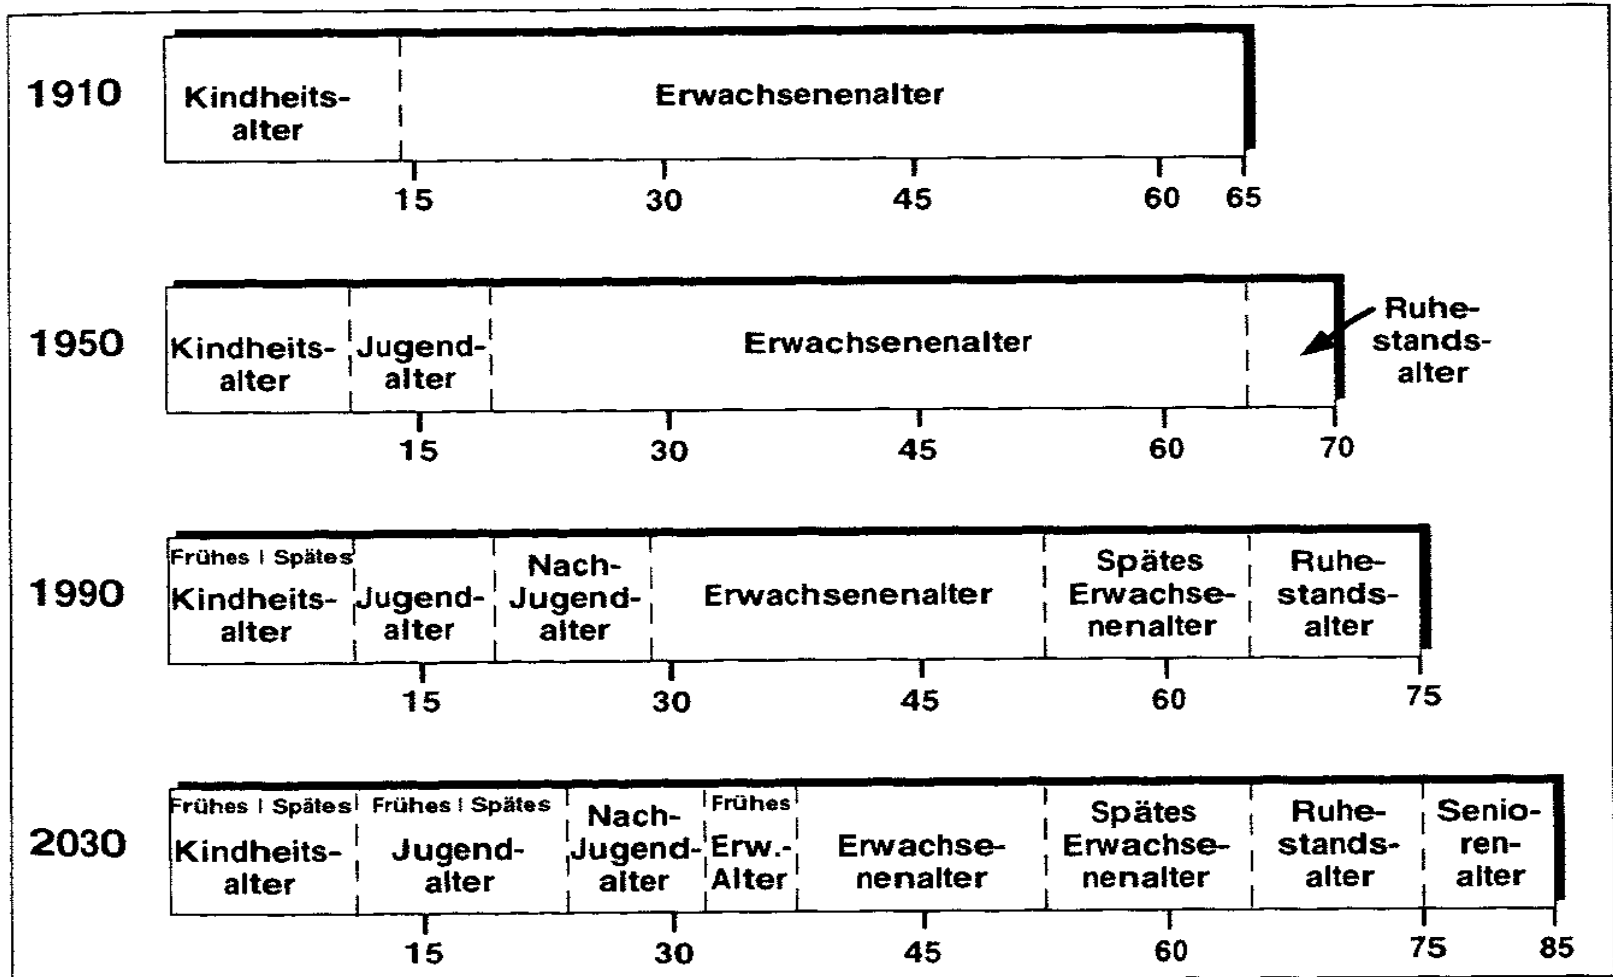 1910
Kindheits-
alter
Erwachsenenalter
15 30 45 60 65
1950
Kindheits-
alter
Jugend-
alter
Erwachsenenalter
Ruhe-
stands-
alter
15 30 45 60 70
1990
Frühes | Spätes
Kindheits-
alter
Jugend-
alter
Nach-
Jugend-
alter
Erwachsenenalter
Spätes
Erwachse-
nenalter
Ruhe-
stands-
alter
15 30 45 60 75
2030
Frühes | Spätes
Kindheits-
alter
Frühes | Spätes
Jugend-
alter
Nach-
Jugend-
alter
Frühes
Erw.-
Alter
Erwachse-
nenalter
Spätes
Erwachse-
nenalter
Ruhe-
stands-
alter
Senio-
ren-
alter
15 30 45 60 75 85